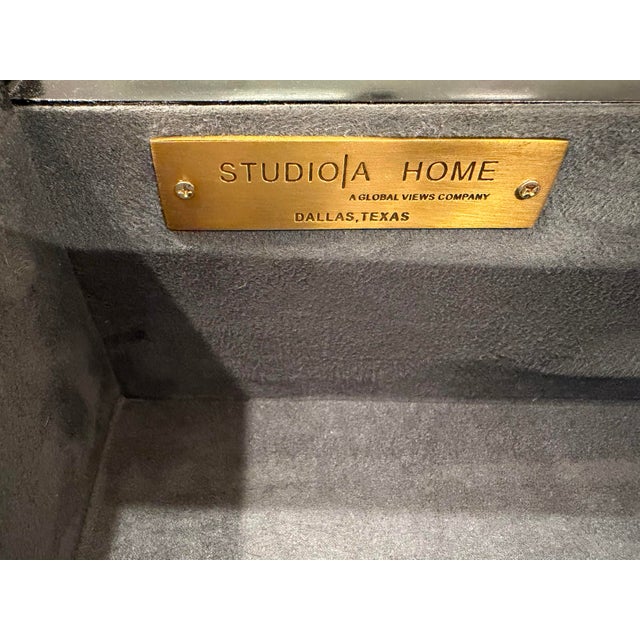 STUDIO|A HOME
A GLOBAL VIEWS COMPANY
DALLAS, TEXAS